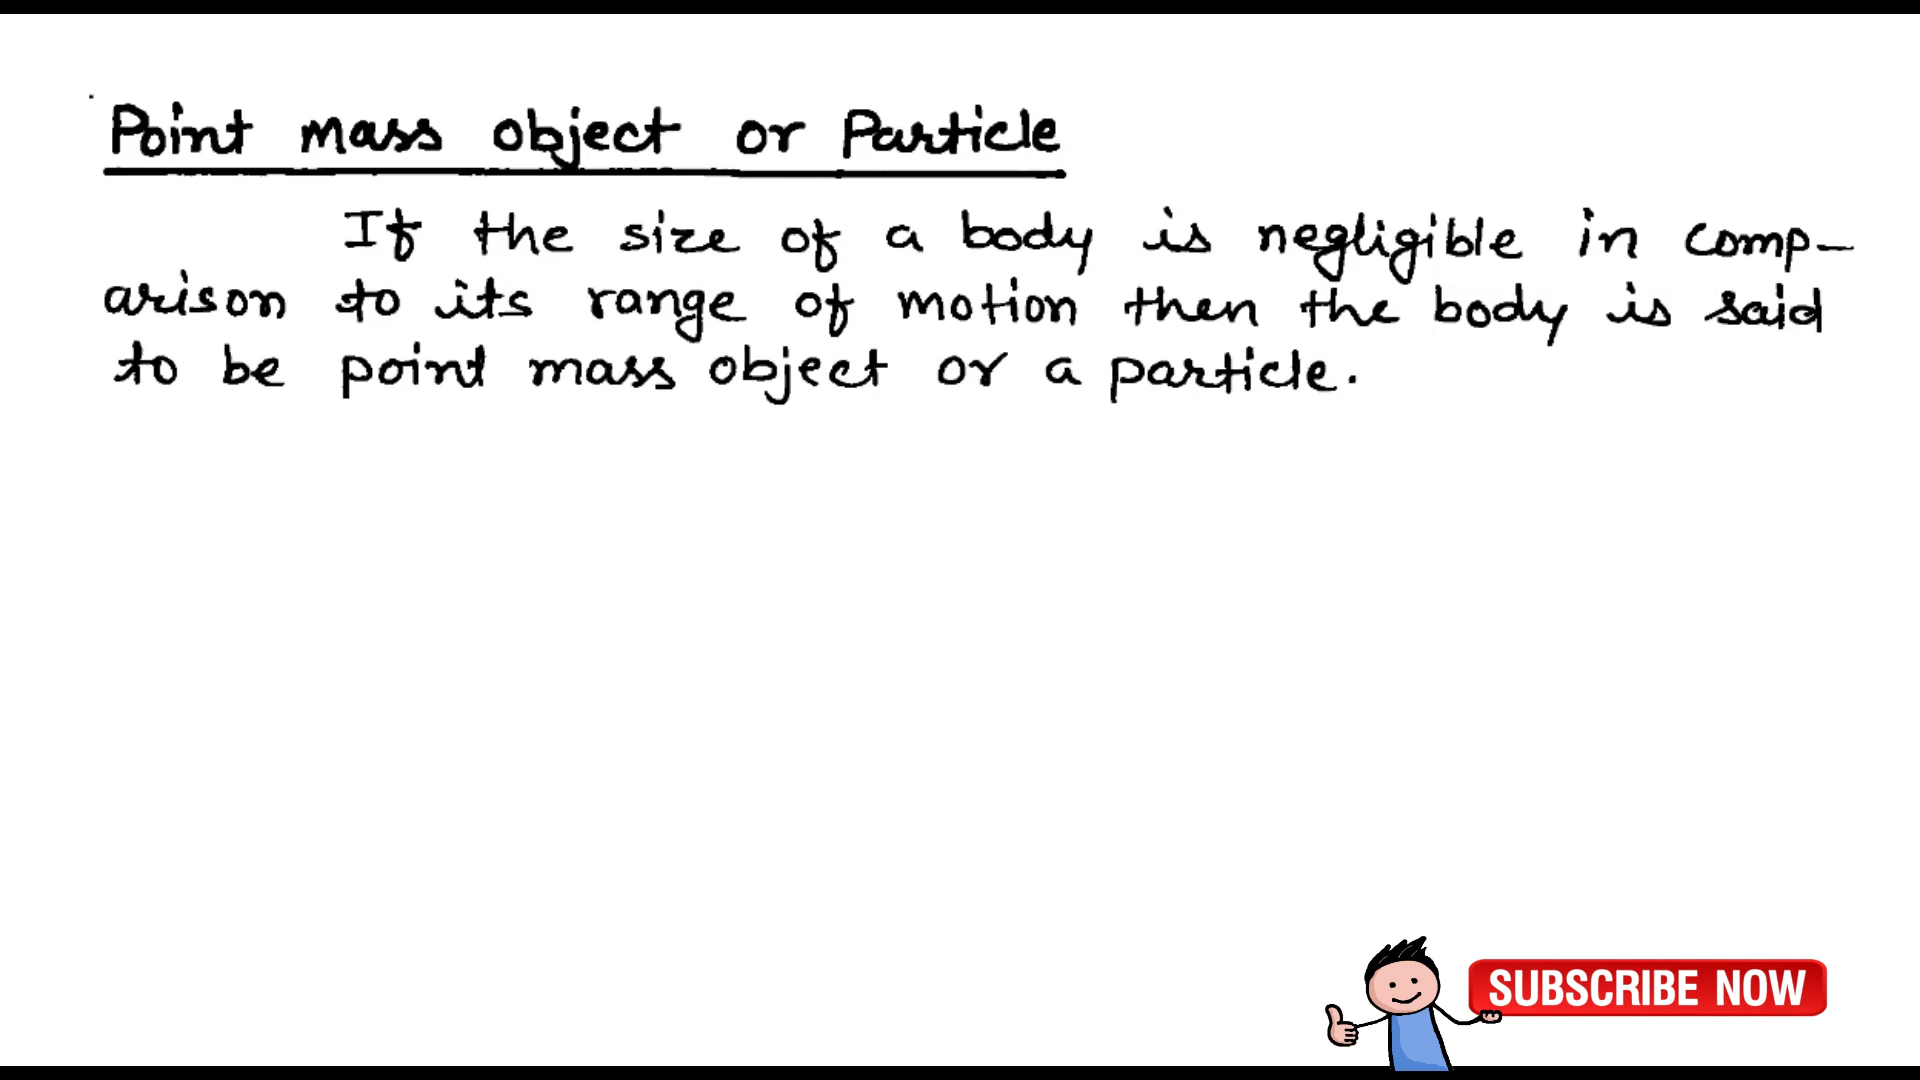 Point mass object or Particle
If the size of a body is negligible in comp-
arison to its range of motion then the body is said
to be point mass object or a particle.
SUBSCRIBE NOW